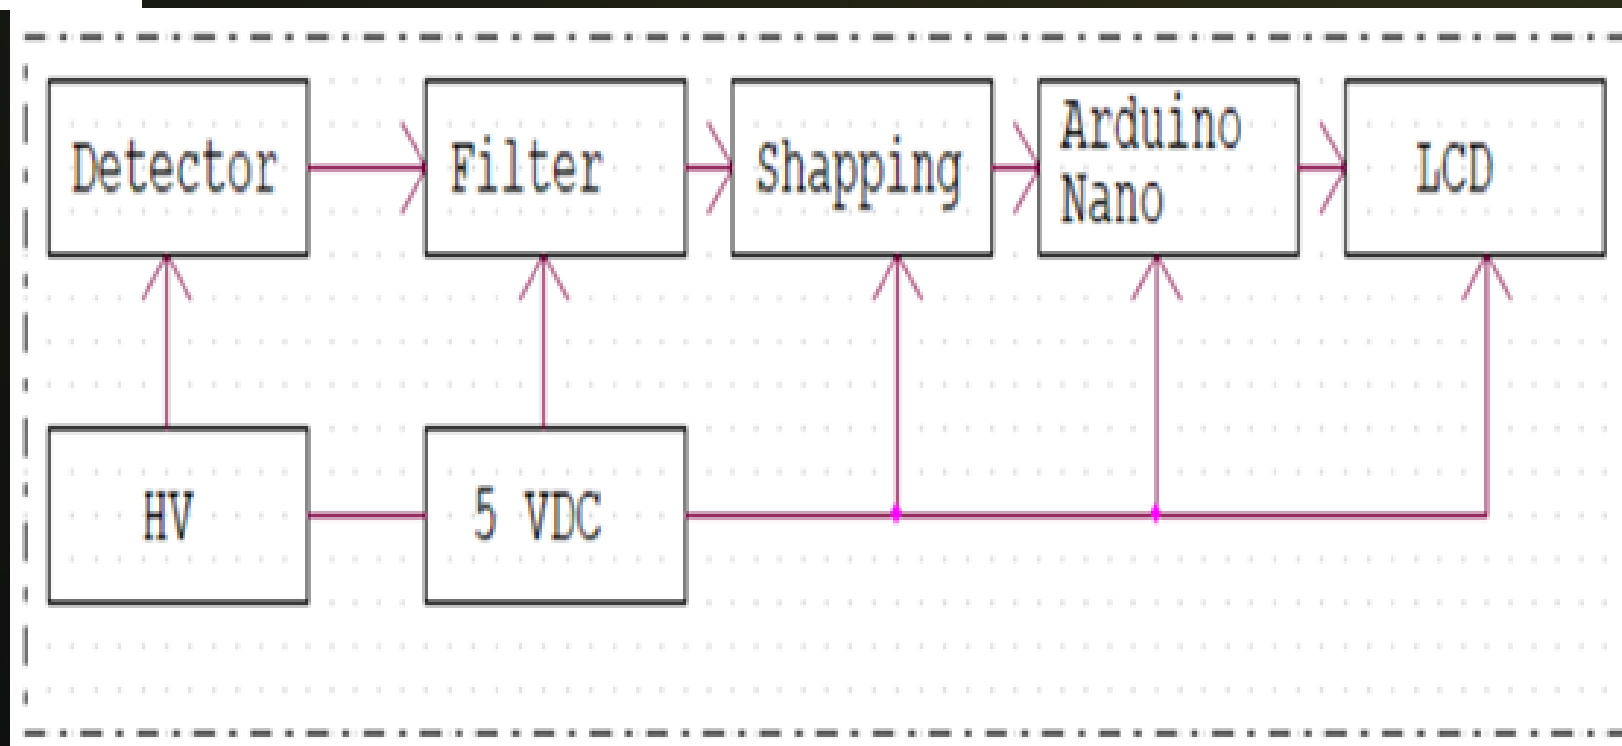 Detector
Filter
Shapping
Arduino
Nano
LCD
HV
5 VDC